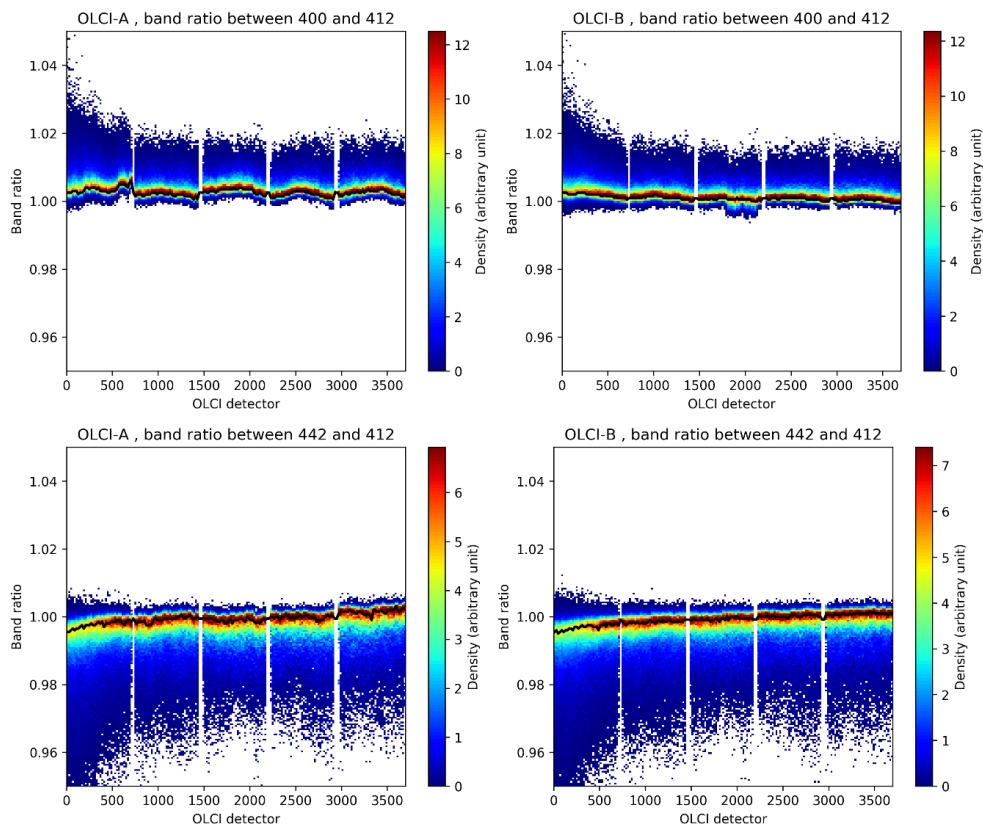 OLCI-A , band ratio between 400 and 412
1.04
1.02
1.00
0.98
0.96
Band ratio
0 500 1000 1500 2000 2500 3000 3500
OLCI detector
12
10
8
6
4
2
0
Density (arbitrary unit)
OLCI-B , band ratio between 400 and 412
1.04
1.02
1.00
0.98
0.96
Band ratio
0 500 1000 1500 2000 2500 3000 3500
OLCI detector
12
10
8
6
4
2
0
Density (arbitrary unit)
OLCI-A , band ratio between 442 and 412
1.04
1.02
1.00
0.98
0.96
Band ratio
0 500 1000 1500 2000 2500 3000 3500
OLCI detector
6
5
4
3
2
1
0
Density (arbitrary unit)
OLCI-B , band ratio between 442 and 412
1.04
1.02
1.00
0.98
0.96
Band ratio
0 500 1000 1500 2000 2500 3000 3500
OLCI detector
7
6
5
4
3
2
1
0
Density (arbitrary unit)